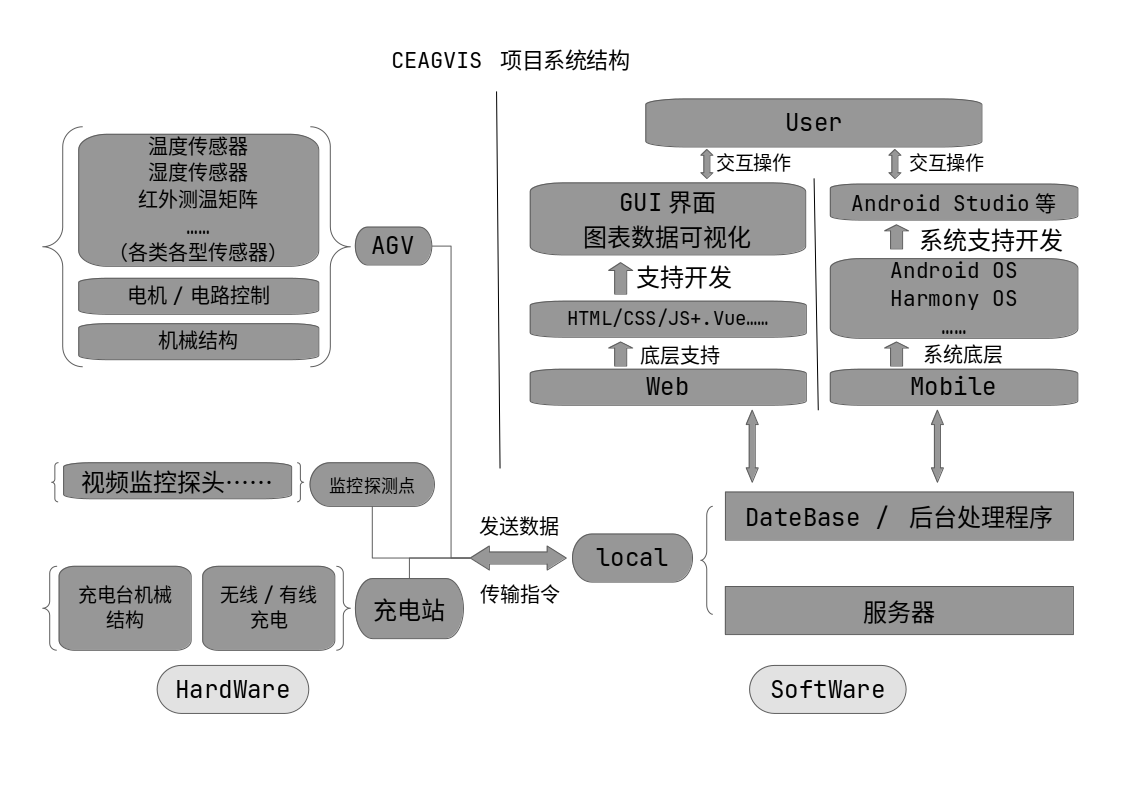 CEAGVIS 项目系统结构
温度传感器
湿度传感器
红外测温矩阵
……
（各类各型传感器）
电机 / 电路控制
机械结构
AGV
视频监控探头······
监控探测点
充电台机械
结构
无线 / 有线
充电
充电站
HardWare
发送数据
传输指令
User
交互操作
交互操作
GUI 界面
图表数据可视化
支持开发
HTML/CSS/JS+.Vue……
底层支持
Web
Android Studio 等
系统支持开发
Android OS
Harmony OS
……
系统底层
Mobile
local
DateBase / 后台处理程序
服务器
SoftWare